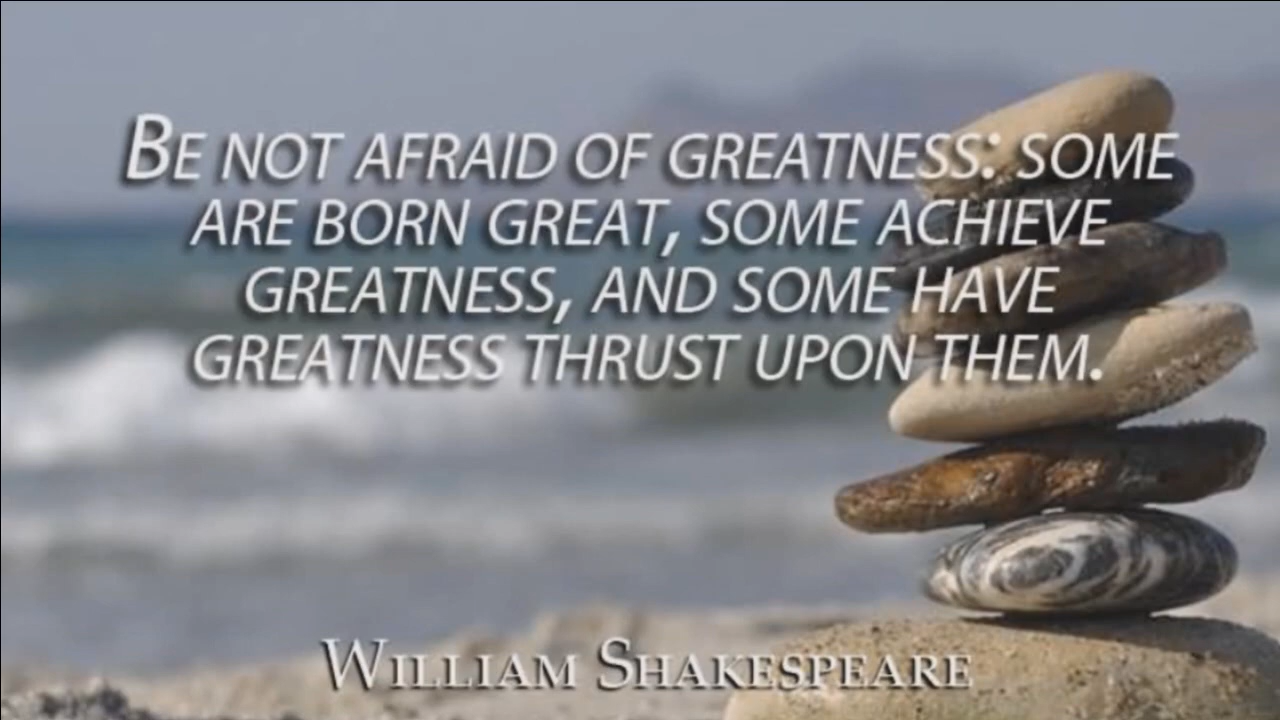 BE NOT AFRAID OF GREATNESS: SOME
ARE BORN GREAT, SOME ACHIEVE
GREATNESS, AND SOME HAVE
GREATNESS THRUST UPON THEM.
WILLIAM SHAKESPEARE